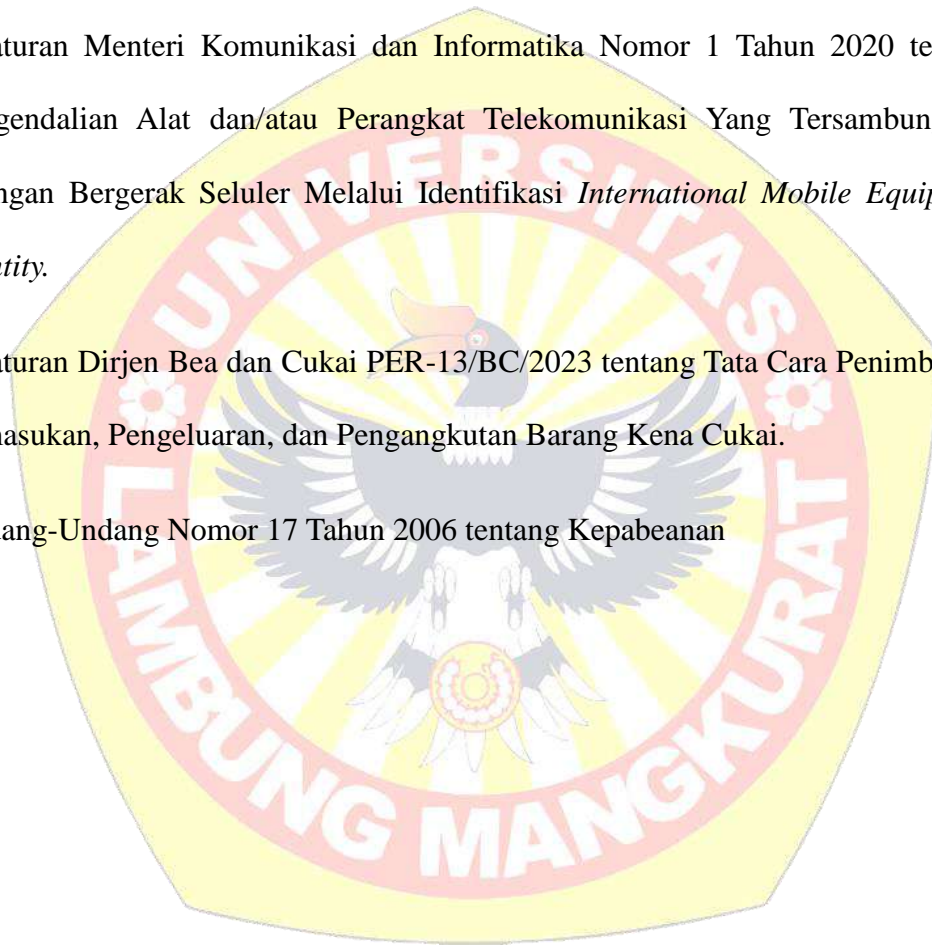 aturan Menteri Komunikasi dan Informatika Nomor 1 Tahun 2020 te
gendalian Alat dan/atau Perangkat Telekomunikasi Yang Tersambun
ngan Bergerak Seluler Melalui Identifikasi International Mobile Equip
ntity.
aturan Dirjen Bea dan Cukai PER-13/BC/2023 tentang Tata Cara Penimb
nasukan, Pengeluaran, dan Pengangkutan Barang Kena Cukai.
lang-Undang Nomor 17 Tahun 2006 tentang Kepabeanan
UNIVERSITAS
LAMBUNG MANGKURAT